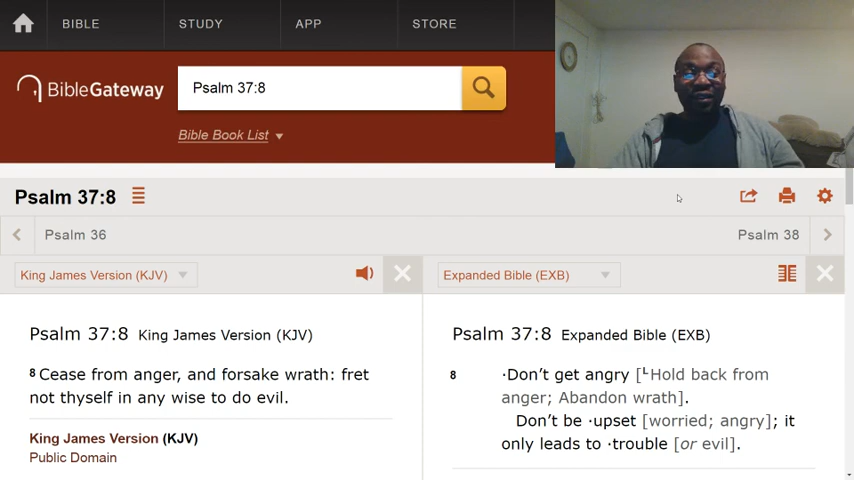 BIBLE STUDY APP STORE
BibleGateway
Psalm 37:8
Bible Book List
Psalm 37:8
Psalm 36
Psalm 38
King James Version (KJV)
Expanded Bible (EXB)
Psalm 37:8 King James Version (KJV)
8 Cease from anger, and forsake wrath: fret
not thyself in any wise to do evil.
King James Version (KJV)
Public Domain
Psalm 37:8 Expanded Bible (EXB)
8 ·Don’t get angry [ᴸHold back from
anger; Abandon wrath].
Don’t be ·upset [worried; angry]; it
only leads to ·trouble [or evil].